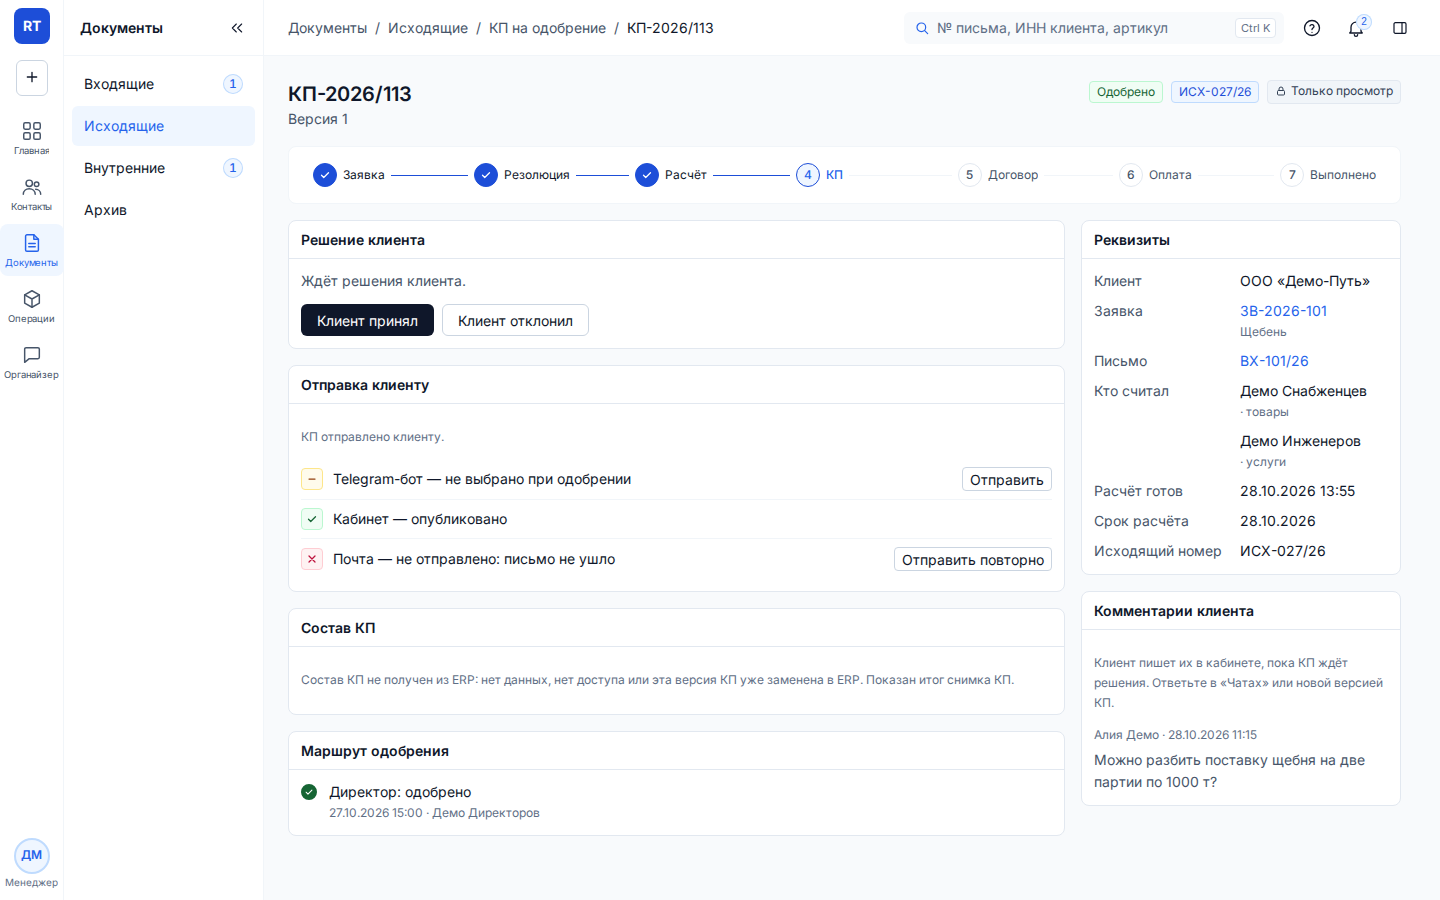 RT
Главная
Контакты
Документы
Операции
Органайзер
ДМ
Менеджер
Документы
Входящие 1
Исходящие
Внутренние 1
Архив
Документы / Исходящие / КП на одобрение / КП-2026/113
№ письма, ИНН клиента, артикул Ctrl K
2
КП-2026/113
Версия 1
Одобрено ИСХ-027/26 Только просмотр
Заявка Резолюция Расчёт 4 КП 5 Договор 6 Оплата 7 Выполнено
Решение клиента
Ждёт решения клиента.
Клиент принял Клиент отклонил
Отправка клиенту
КП отправлено клиенту.
Telegram-бот — не выбрано при одобрении Отправить
Кабинет — опубликовано
Почта — не отправлено: письмо не ушло Отправить повторно
Состав КП
Состав КП не получен из ERP: нет данных, нет доступа или эта версия КП уже заменена в ERP. Показан итог снимка КП.
Маршрут одобрения
Директор: одобрено
27.10.2026 15:00 · Демо Директоров
Реквизиты
Клиент ООО «Демо-Путь»
Заявка ЗВ-2026-101
Щебень
Письмо ВХ-101/26
Кто считал Демо Снабженцев
· товары
Демо Инженеров
· услуги
Расчёт готов 28.10.2026 13:55
Срок расчёта 28.10.2026
Исходящий номер ИСХ-027/26
Комментарии клиента
Клиент пишет их в кабинете, пока КП ждёт
решения. Ответьте в «Чатах» или новой версией
КП.
Алия Демо · 28.10.2026 11:15
Можно разбить поставку щебня на две
партии по 1000 т?